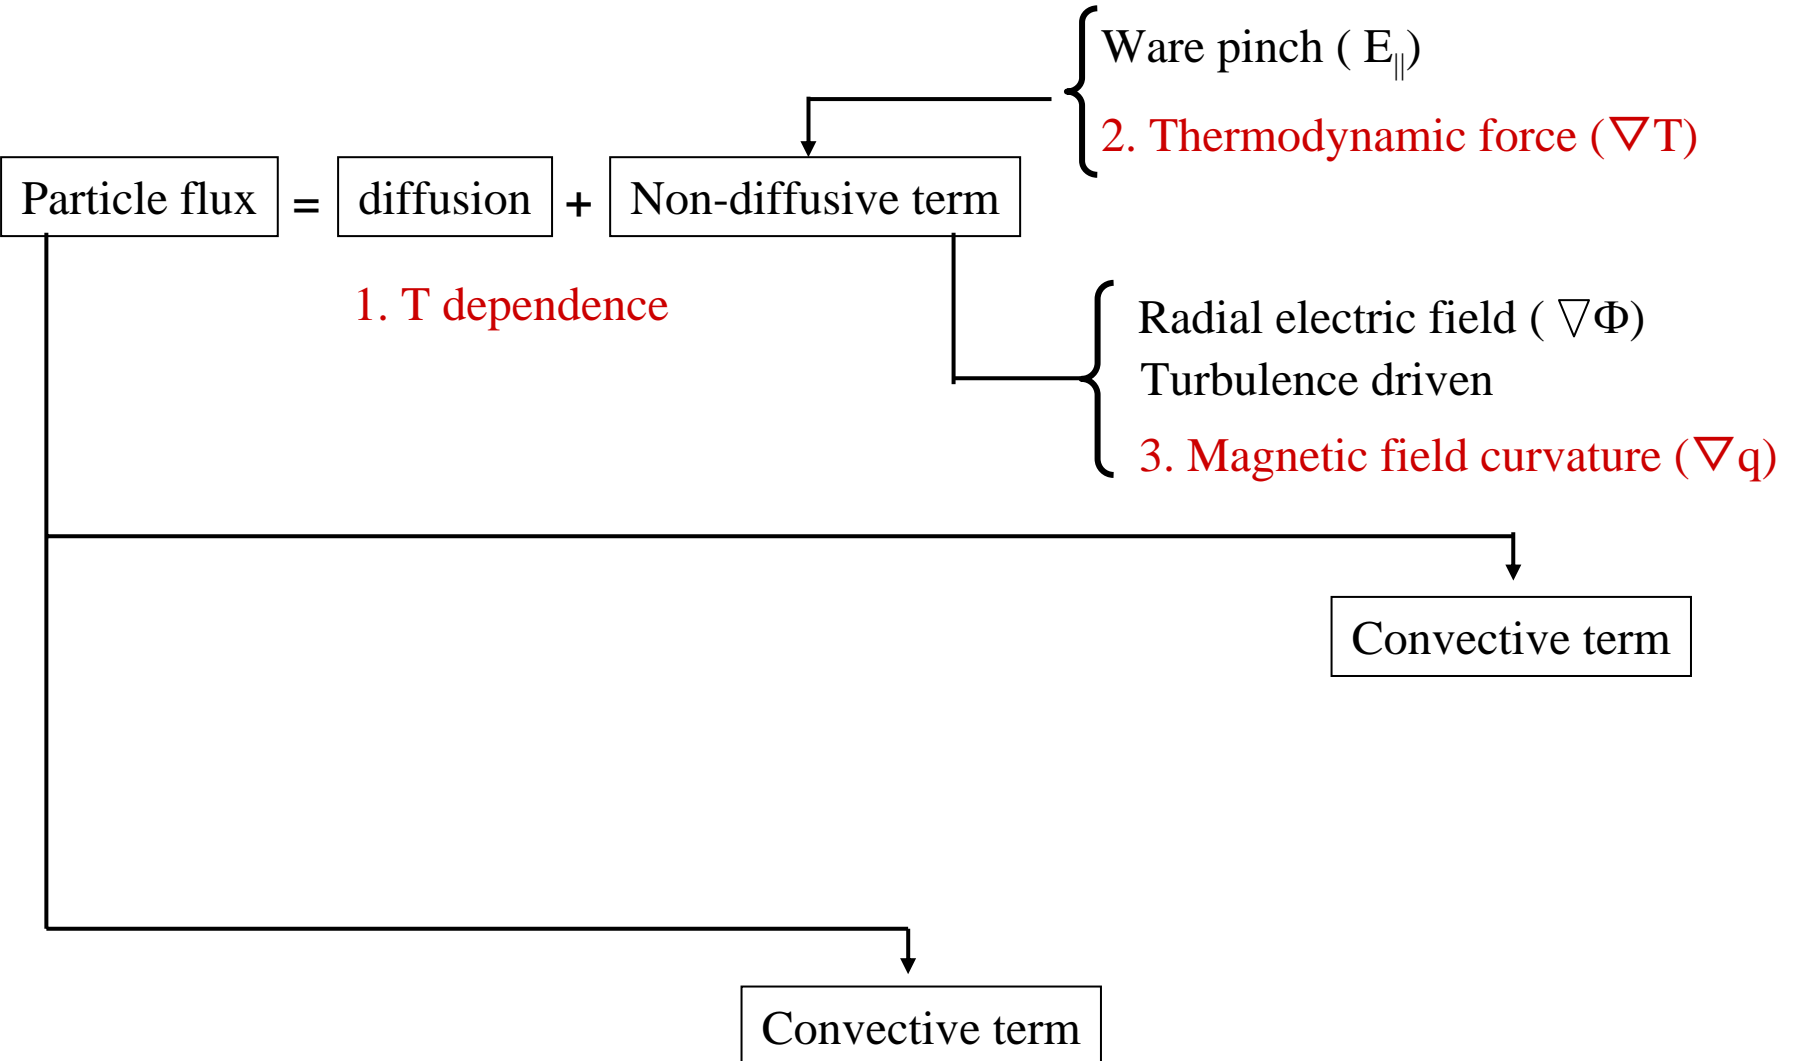 Ware pinch ( E||)
2. Thermodynamic force (∇T)
Particle flux = diffusion + Non-diffusive term
1. T dependence
Radial electric field ( ▽Φ)
Turbulence driven
3. Magnetic field curvature (∇q)
Convective term
Convective term